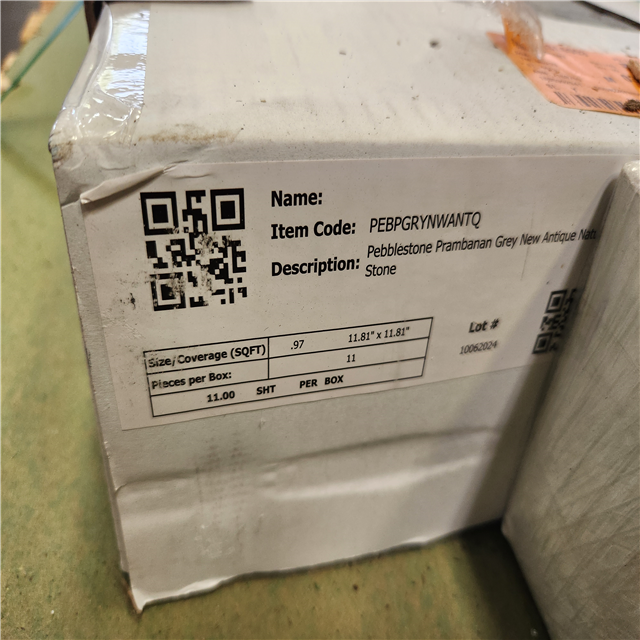 Name:
Item Code: PEBPGRYNWANTQ
Description: Pebblestone Prambanan Grey New Antique
Stone
Size/Coverage (SQFT) .97 11.81" x 11.81"
Pieces per Box: 11
11.00 SHT PER BOX
Lot #
10062024